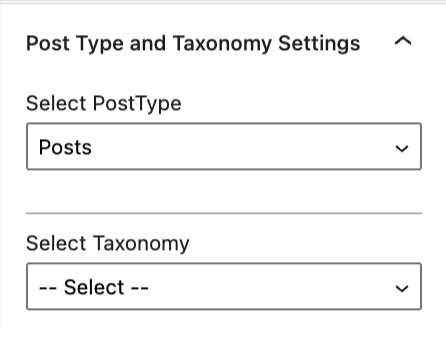 Post Type and Taxonomy Settings
Select PostType
Posts
Select Taxonomy
-- Select --